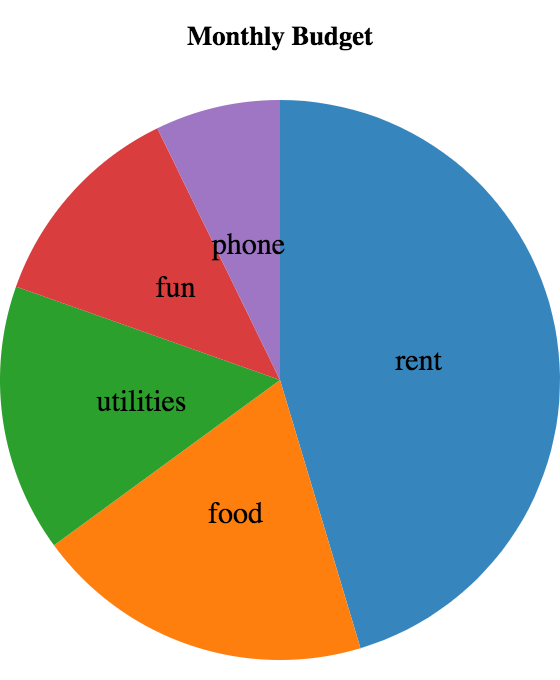 Monthly Budget
phone
fun
rent
utilities
food